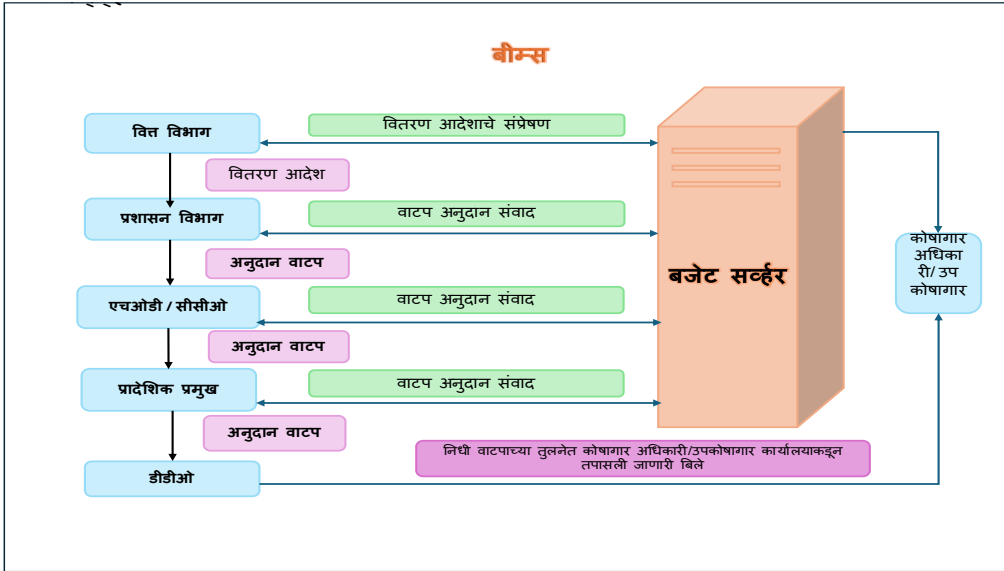 बीम्स
वित्त विभाग
वितरण आदेशाचे संप्रेषण
वितरण आदेश
प्रशासन विभाग
वाटप अनुदान संवाद
अनुदान वाटप
एचओडी / सीसीओ
वाटप अनुदान संवाद
अनुदान वाटप
प्रादेशिक प्रमुख
वाटप अनुदान संवाद
अनुदान वाटप
डीडीओ
बजेट सर्व्हर
कोषागार
अधिका
री/ उप
कोषागार
निधी वाटपाच्या तुलनेत कोषागार अधिकारी/उपकोषागार कार्यालयाकडून
तपासली जाणारी बिले